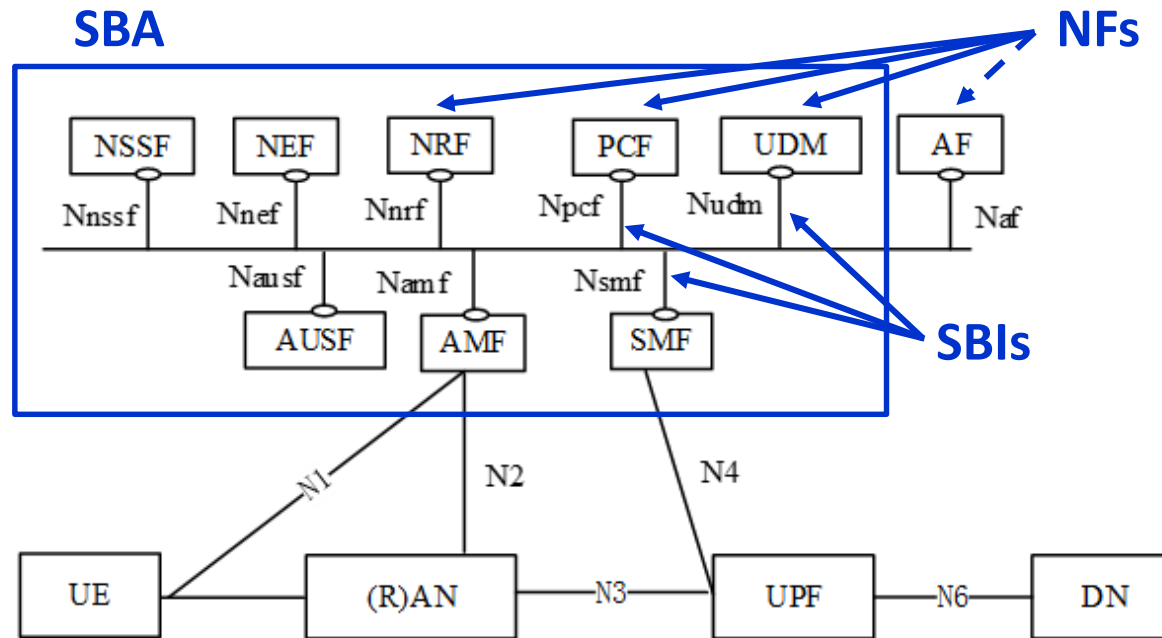 SBA
NFs
NSSF
NEF
NRF
PCF
UDM
AF
Nnssf
Nnef
Nnrf
Npcf
Nudm
Naf
Nausf
Namf
Nsmf
AUSF
AMF
SMF
SBIs
N1
N2
N4
UE
(R)AN
N3
UPF
N6
DN